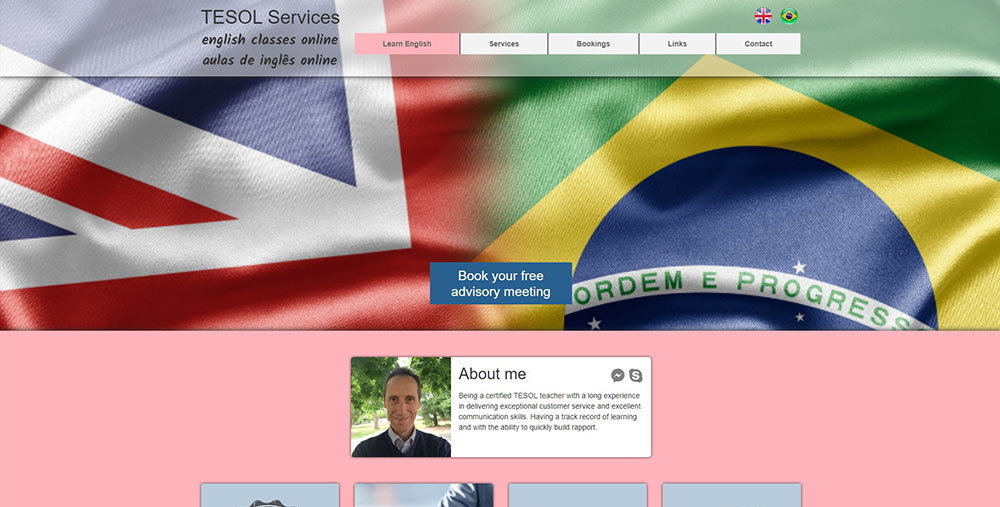 TESOL Services
english classes online
aulas de inglês online
Learn English
Services
Bookings
Links
Contact
Book your free
advisory meeting
ORDEM E PROGRESS
About me
Being a certified TESOL teacher with a long experience
in delivering exceptional customer service and excellent
communication skills. Having a track record of learning
and with the ability to quickly build rapport.